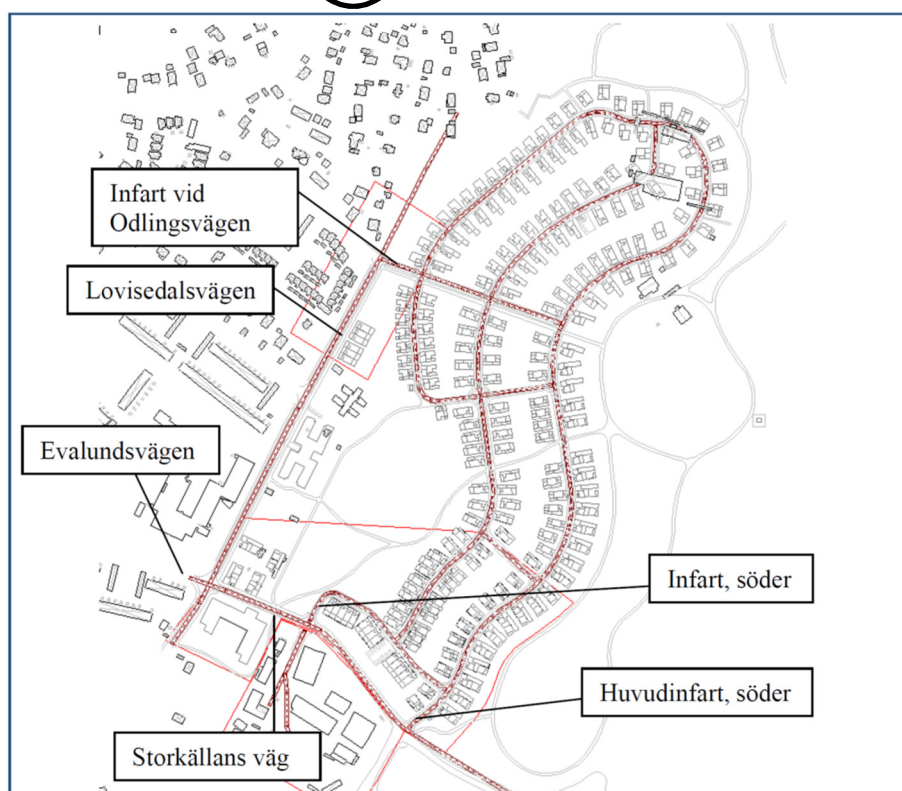 Infart vid
Odlingsvägen
Lovisedalsvägen
Evalundsvägen
Infart, söder
Huvudinfart, söder
Storkällans väg